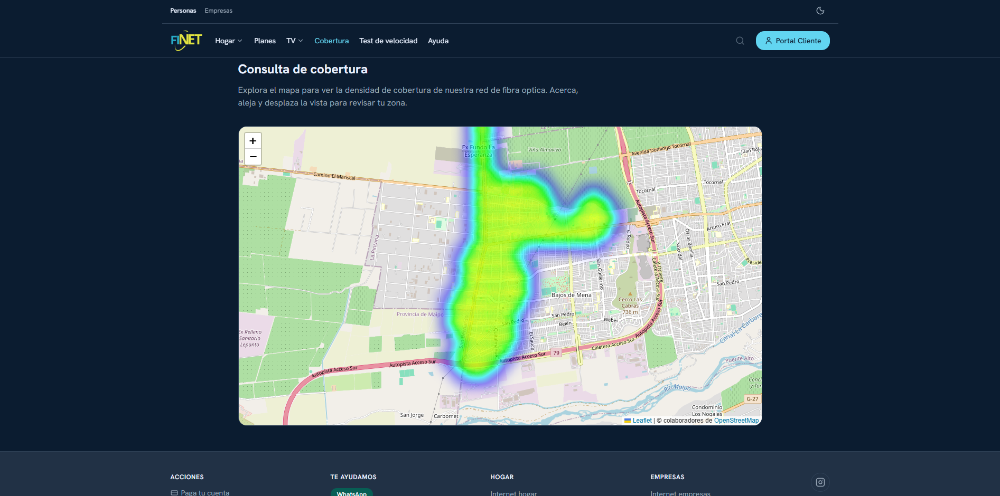 Personas Empresas
FINET Hogar Planes TV Cobertura Test de velocidad Ayuda Portal Cliente
Consulta de cobertura
Explora el mapa para ver la densidad de cobertura de nuestra red de fibra optica. Acerca,
aleja y desplaza la vista para revisar tu zona.
+
−
Ex Fundo La
Esperanza
Viña Almaviva
Avenida Domingo Tocornal
Juan Roja
Camino El Mariscal
Tocornal
Tocornal
Autopista Acceso Sur
Arturo Prat
El Rodeo
Oscar Bonilla
Nocedal
La Pintana
San Guillermo
4 Oriente
Caletera Acceso Sur
Preside
San Pedro
Bajos de Mena
Cerro Las
Cabras
736 m
Provincia de Maipo
San Pedro
San Pedro
Weber
Belén
Autopista Acceso Sur
Canal La Carbure
Ex Relleno
Sanitario
Lepanto
El Sauce
79
Caletera Acceso Sur
Autopista Acceso Sur
Autopista Acceso Sur
Autopista Acceso Sur
Puente Alto
Río Maipo
G-27
San Jorge
Carbomet
Condominio
Los Nogales
Leaflet | © colaboradores de OpenStreetMap
ACCIONES TE AYUDAMOS HOGAR EMPRESAS
Paga tu cuenta WhatsApp Internet hogar Internet empresas